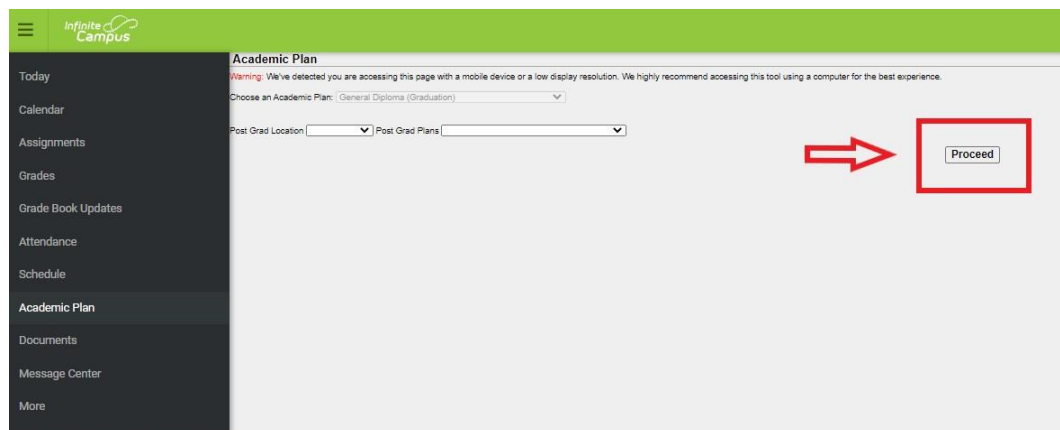 Infinite
Campus
Academic Plan
Warning: We've detected you are accessing this page with a mobile device or a low display resolution. We highly recommend accessing this tool using a computer for the best experience.
Choose an Academic Plan: General Diploma (Graduation)
Post Grad Location Post Grad Plans
Proceed
Today
Calendar
Assignments
Grades
Grade Book Updates
Attendance
Schedule
Academic Plan
Documents
Message Center
More